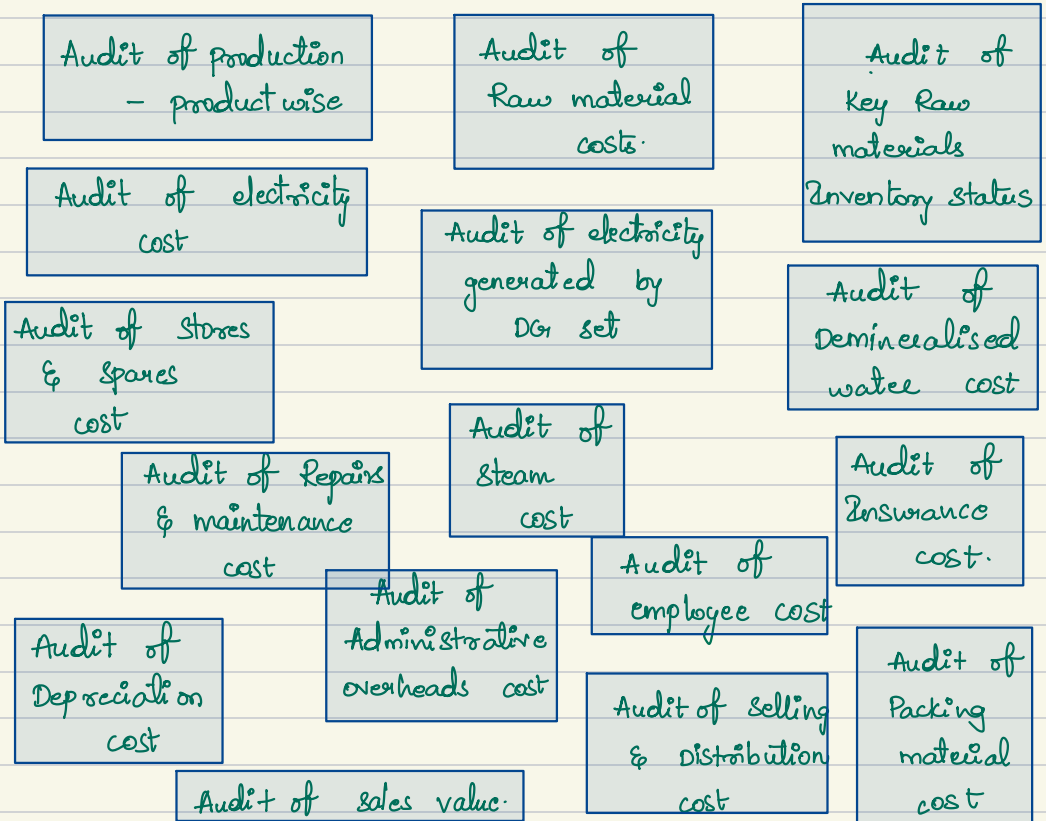 Audit of production
- product wise
Audit of
Raw material
costs.
Audit of
Key Raw
materials
Inventory status
Audit of electricity
cost
Audit of electricity
generated by
DG set
Audit of
Demineralised
water cost
Audit of stores
& spares
cost
Audit of
steam
cost
Audit of
Insurance
cost.
Audit of Repairs
& maintenance
cost
Audit of
employee cost
Audit of
Administrative
overheads cost
Audit of
Depreciation
cost
Audit of
Packing
material
cost
Audit of selling
& Distribution
cost
Audit of sales value.